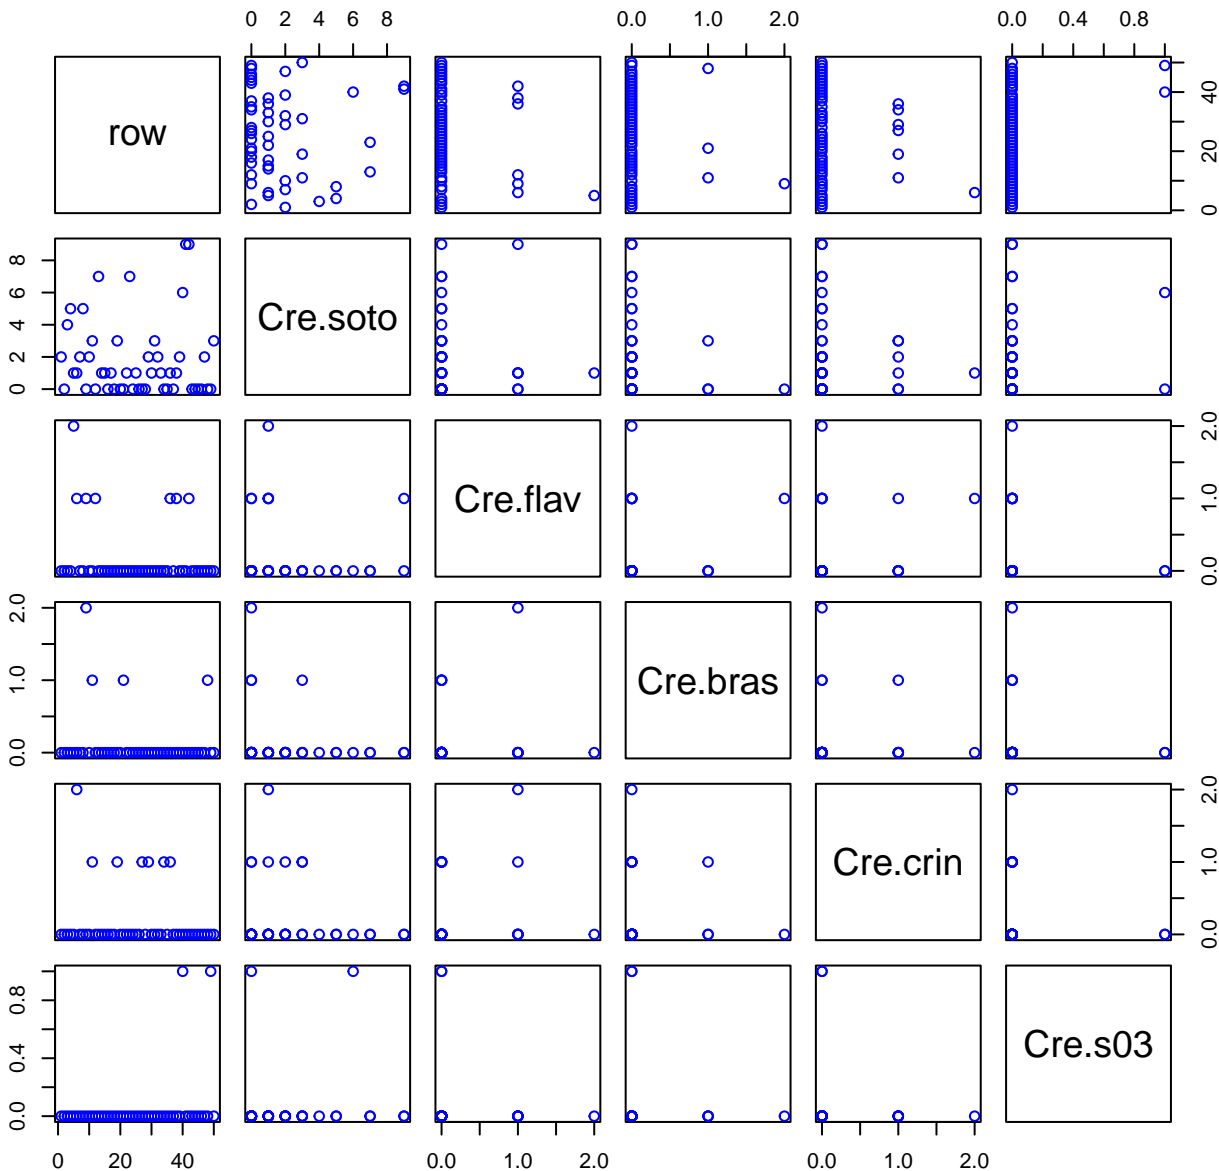 0 2 4 6 8 0.0 1.0 2.0 0.0 0.4 0.8
row 0 20 40
0 2 4 6 8 Cre.soto
Cre.flav 0.0 1.0 2.0
0.0 1.0 2.0 Cre.bras
Cre.crin 0.0 1.0 2.0
0.0 0.4 0.8 Cre.s03
0 20 40 0.0 1.0 2.0 0.0 1.0 2.0